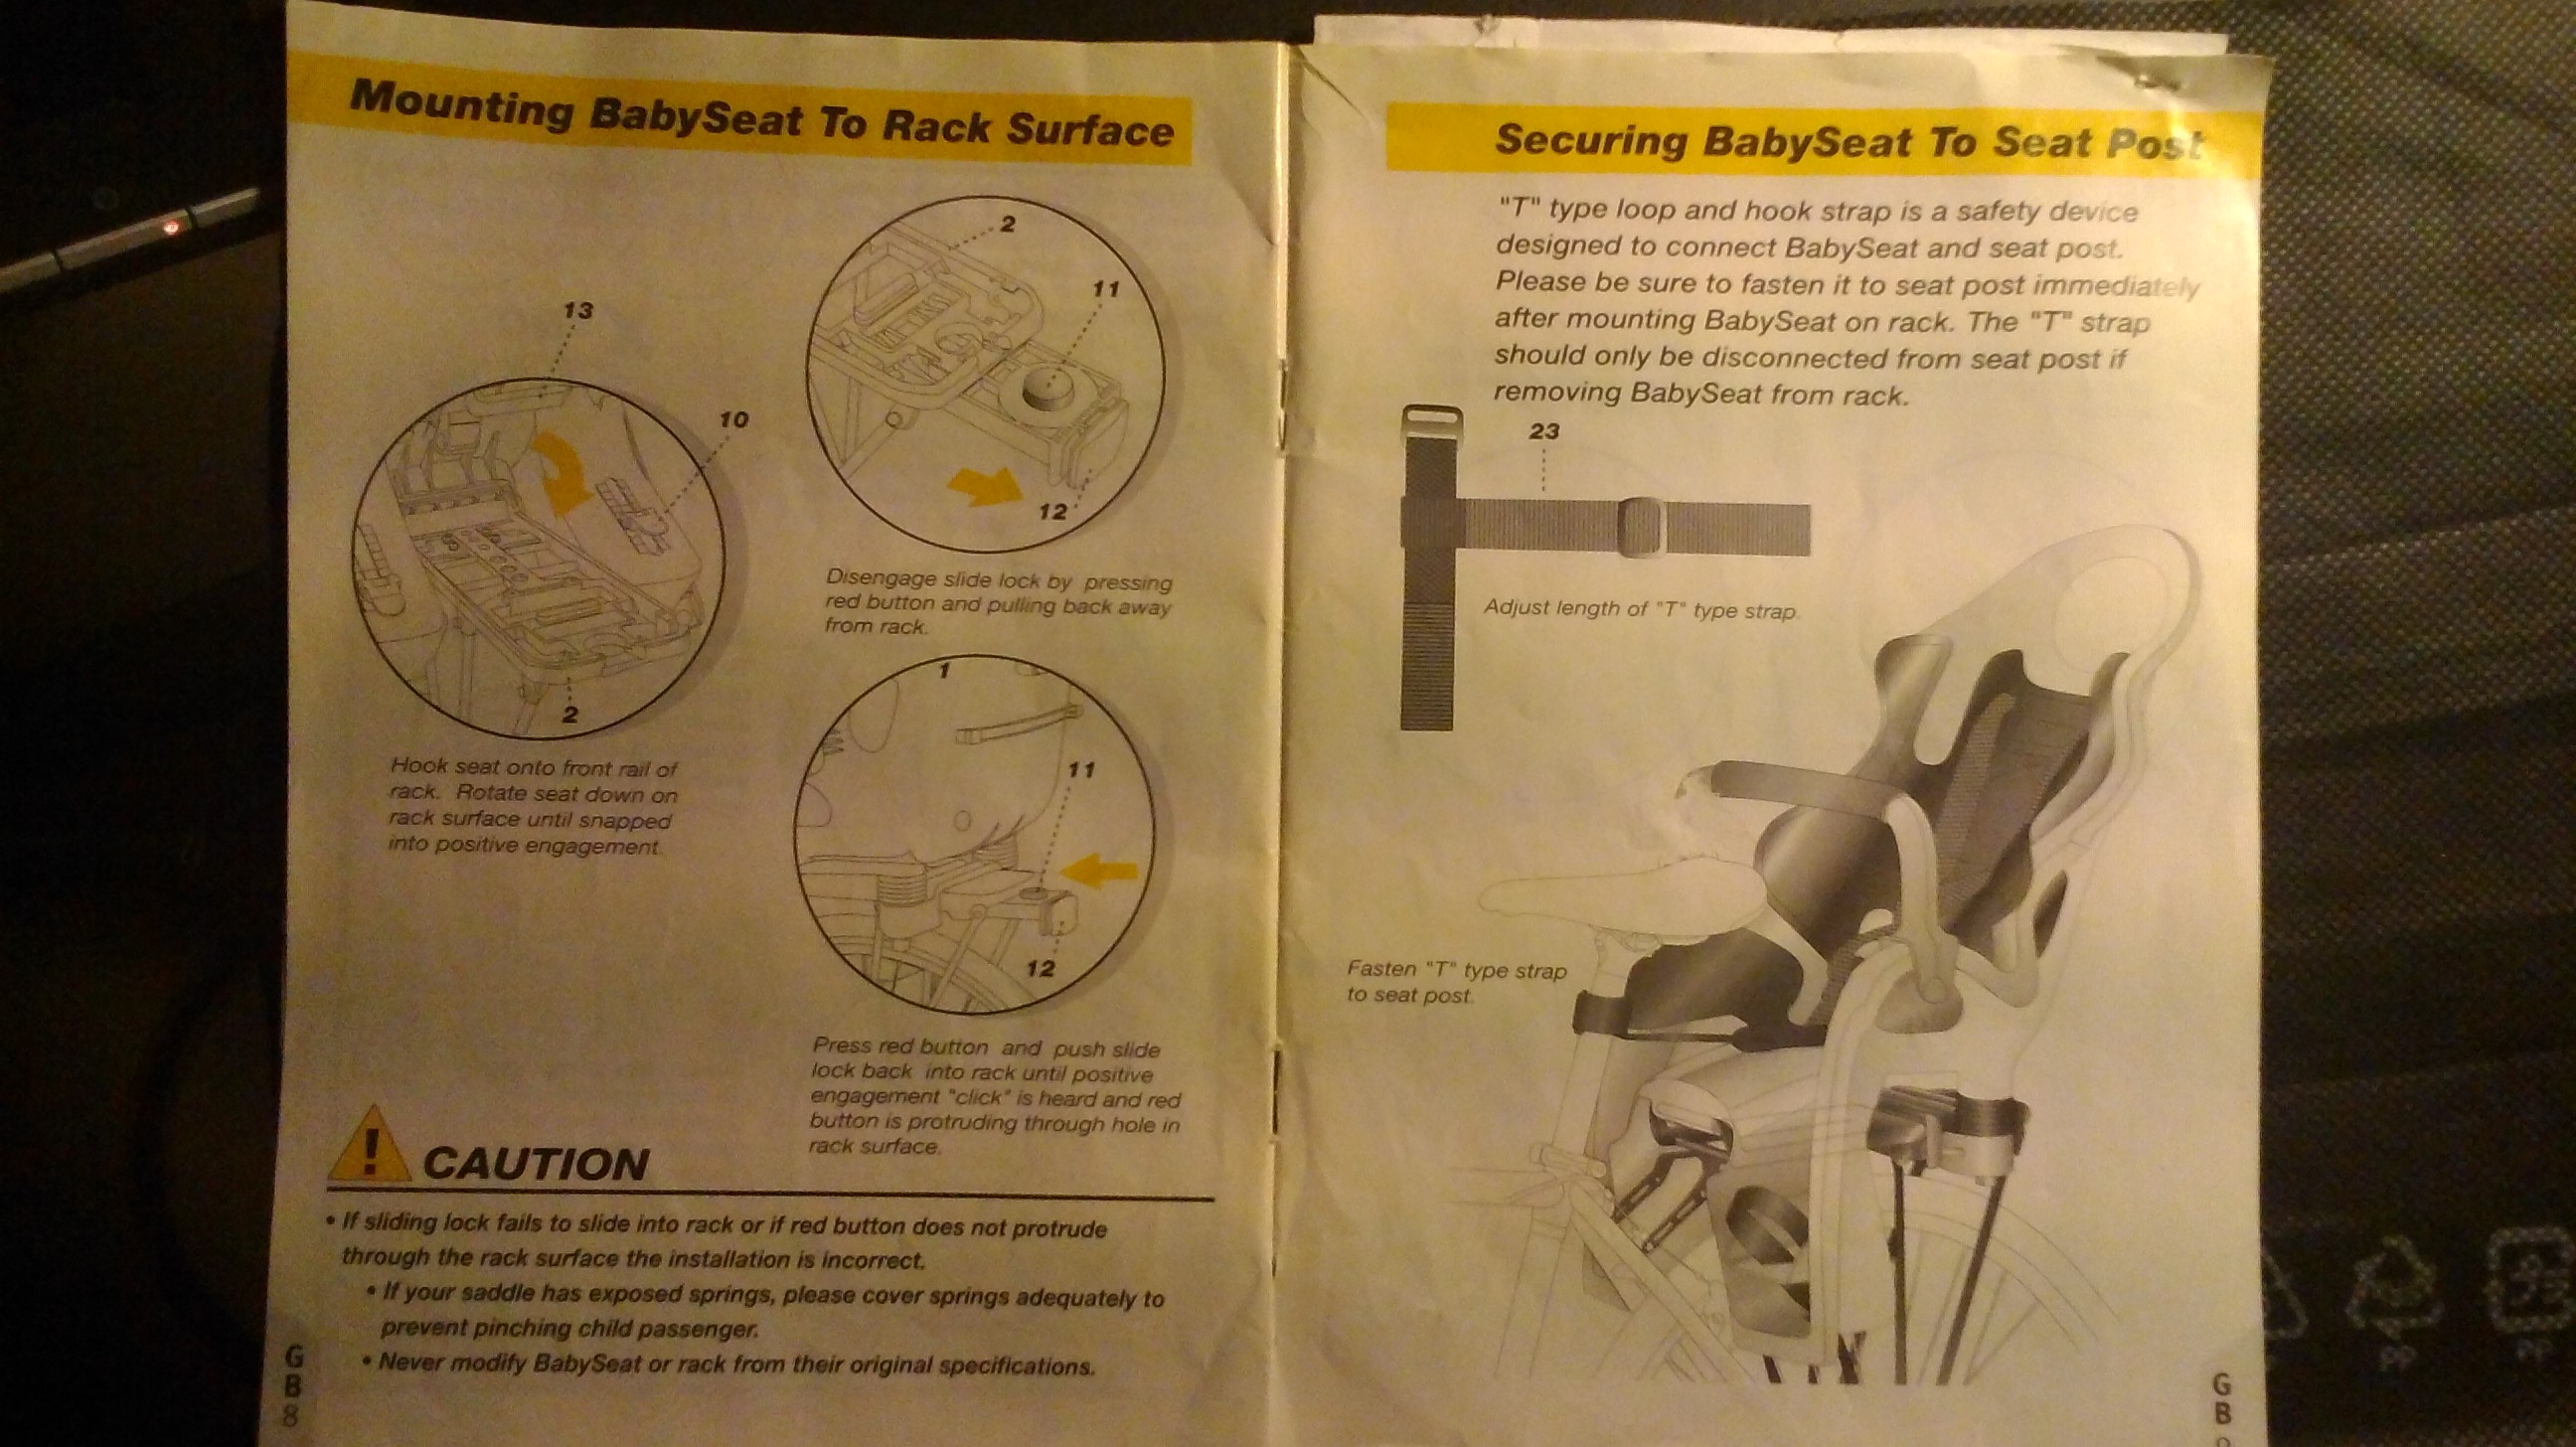 Mounting BabySeat To Rack Surface
2
11
12
13
10
2
Disengage slide lock by pressing
red button and pulling back away
from rack.
Hook seat onto front rail of
rack. Rotate seat down on
rack surface until snapped
into positive engagement.
1
11
12
Press red button and push slide
lock back into rack until positive
engagement "click" is heard and red
button is protruding through hole in
rack surface.
! CAUTION
• If sliding lock fails to slide into rack or if red button does not protrude
through the rack surface the installation is incorrect.
• If your saddle has exposed springs, please cover springs adequately to
prevent pinching child passenger.
• Never modify BabySeat or rack from their original specifications.
G
B
8
Securing BabySeat To Seat Post
"T" type loop and hook strap is a safety device
designed to connect BabySeat and seat post.
Please be sure to fasten it to seat post immediately
after mounting BabySeat on rack. The "T" strap
should only be disconnected from seat post if
removing BabySeat from rack.
23
Adjust length of "T" type strap.
Fasten "T" type strap
to seat post.
G
B
PP
PP